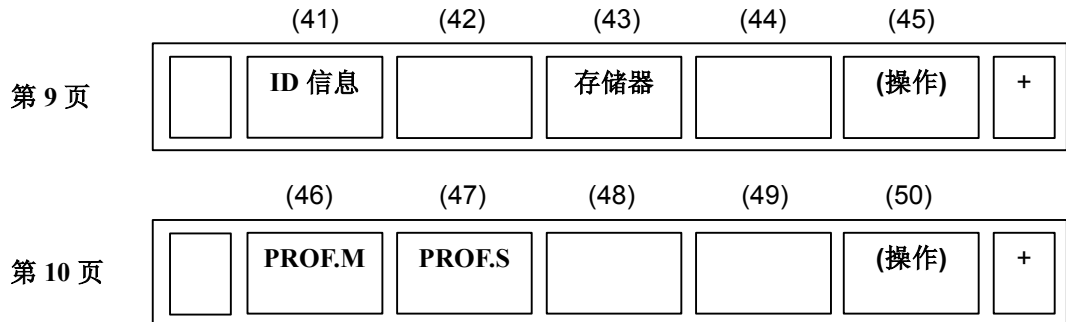 (41) (42) (43) (44) (45)
第 9 页 ID 信息 存储器 (操作) +
(46) (47) (48) (49) (50)
第 10 页 PROF.M PROF.S (操作) +